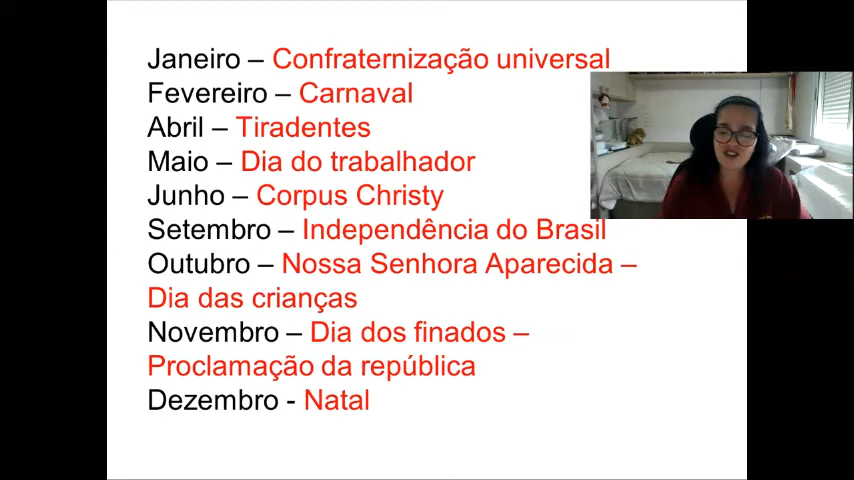 Janeiro – Confraternização universal
Fevereiro – Carnaval
Abril – Tiradentes
Maio – Dia do trabalhador
Junho – Corpus Christy
Setembro – Independência do Brasil
Outubro – Nossa Senhora Aparecida –
Dia das crianças
Novembro – Dia dos finados –
Proclamação da república
Dezembro - Natal